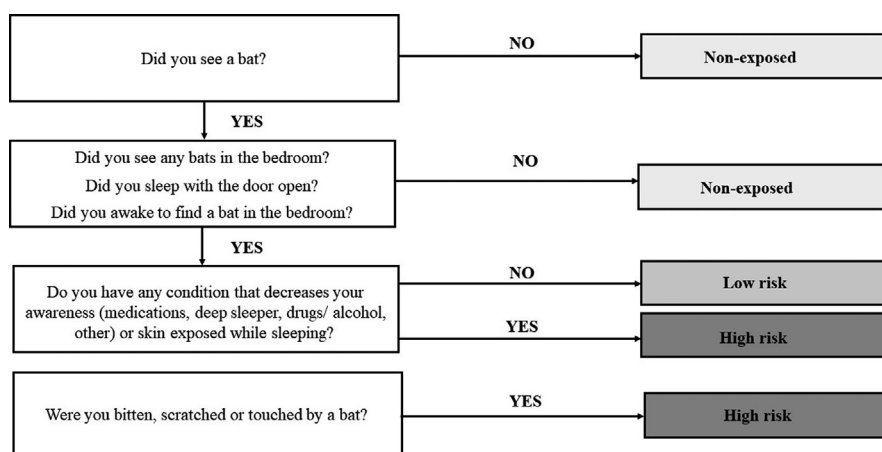 Did you see a bat?
NO
Non-exposed
YES
Did you see any bats in the bedroom?
Did you sleep with the door open?
Did you awake to find a bat in the bedroom?
NO
Non-exposed
YES
Do you have any condition that decreases your
awareness (medications, deep sleeper, drugs/ alcohol,
other) or skin exposed while sleeping?
NO
Low risk
YES
High risk
Were you bitten, scratched or touched by a bat?
YES
High risk